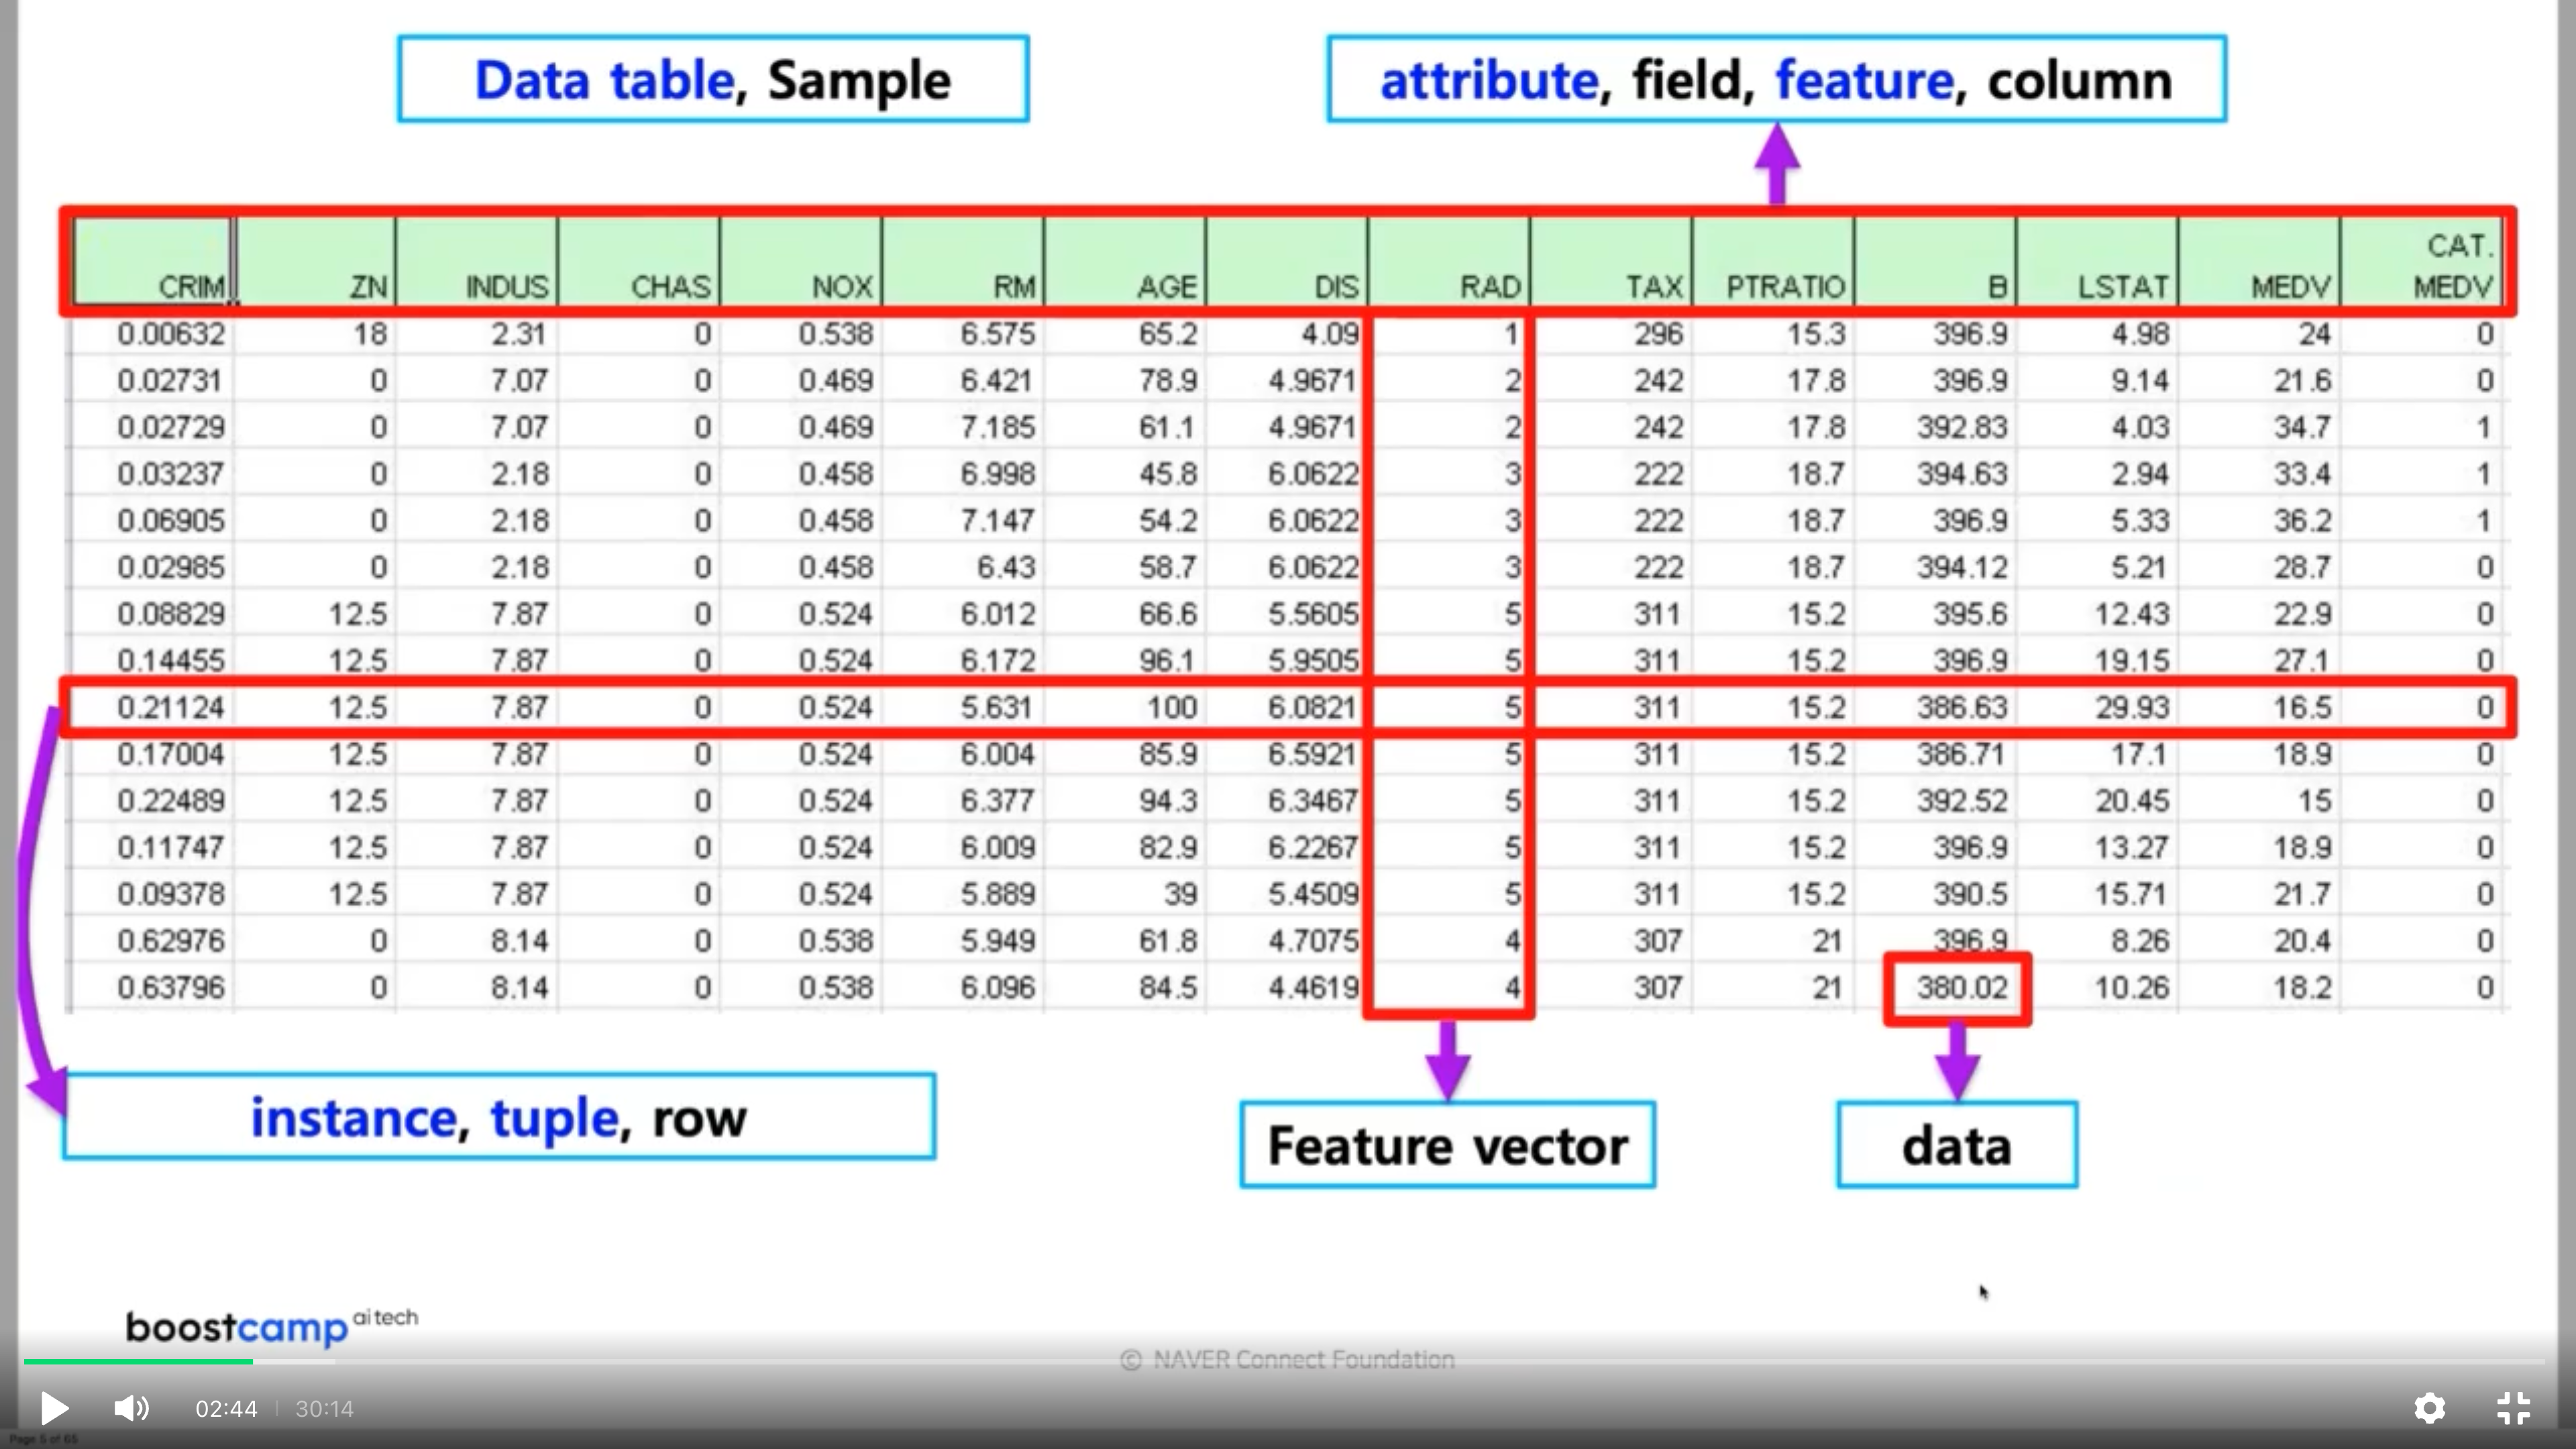 Data table, Sample
attribute, field, feature, column
CRIM ZN INDUS CHAS NOX RM AGE DIS RAD TAX PTRATIO B LSTAT MEDV CAT. MEDV
0.00632 18 2.31 0 0.538 6.575 65.2 4.09 1 296 15.3 396.9 4.98 24 0
0.02731 0 7.07 0 0.469 6.421 78.9 4.9671 2 242 17.8 396.9 9.14 21.6 0
0.02729 0 7.07 0 0.469 7.185 61.1 4.9671 2 242 17.8 392.83 4.03 34.7 1
0.03237 0 2.18 0 0.458 6.998 45.8 6.0622 3 222 18.7 394.63 2.94 33.4 1
0.06905 0 2.18 0 0.458 7.147 54.2 6.0622 3 222 18.7 396.9 5.33 36.2 1
0.02985 0 2.18 0 0.458 6.43 58.7 6.0622 3 222 18.7 394.12 5.21 28.7 0
0.08829 12.5 7.87 0 0.524 6.012 66.6 5.5605 5 311 15.2 395.6 12.43 22.9 0
0.14455 12.5 7.87 0 0.524 6.172 96.1 5.9505 5 311 15.2 396.9 19.15 27.1 0
0.21124 12.5 7.87 0 0.524 5.631 100 6.0821 5 311 15.2 386.63 29.93 16.5 0
0.17004 12.5 7.87 0 0.524 6.004 85.9 6.5921 5 311 15.2 386.71 17.1 18.9 0
0.22489 12.5 7.87 0 0.524 6.377 94.3 6.3467 5 311 15.2 392.52 20.45 15 0
0.11747 12.5 7.87 0 0.524 6.009 82.9 6.2267 5 311 15.2 396.9 13.27 18.9 0
0.09378 12.5 7.87 0 0.524 5.889 39 5.4509 5 311 15.2 390.5 15.71 21.7 0
0.62976 0 8.14 0 0.538 5.949 61.8 4.7075 4 307 21 396.9 8.26 20.4 0
0.63796 0 8.14 0 0.538 6.096 84.5 4.4619 4 307 21 380.02 10.26 18.2 0
instance, tuple, row
Feature vector
data
boostcamp ai tech
© NAVER Connect Foundation
02:44 | 30:14
Page 5 of 65